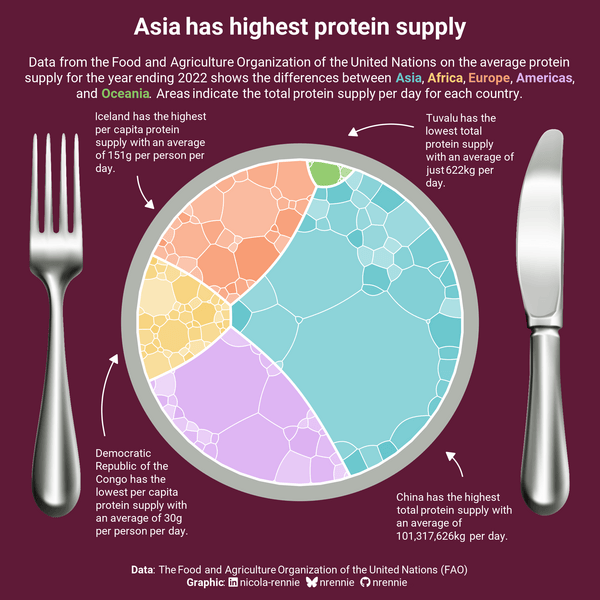 Asia has highest protein supply
Data from the Food and Agriculture Organization of the United Nations on the average protein
supply for the year ending 2022 shows the differences between Asia, Africa, Europe, Americas,
and Oceania. Areas indicate the total protein supply per day for each country.
Iceland has the highest
per capita protein
supply with an average
of 151g per person per
day.
Tuvalu has the
lowest total
protein supply
with an average of
just 622kg per
day.
Democratic
Republic of the
Congo has the
lowest per capita
protein supply with
an average of 30g
per person per day.
China has the highest
total protein supply with
an average of
101,317,626kg per day.
Data: The Food and Agriculture Organization of the United Nations (FAO)
Graphic: nicola-rennie nrennie nrennie